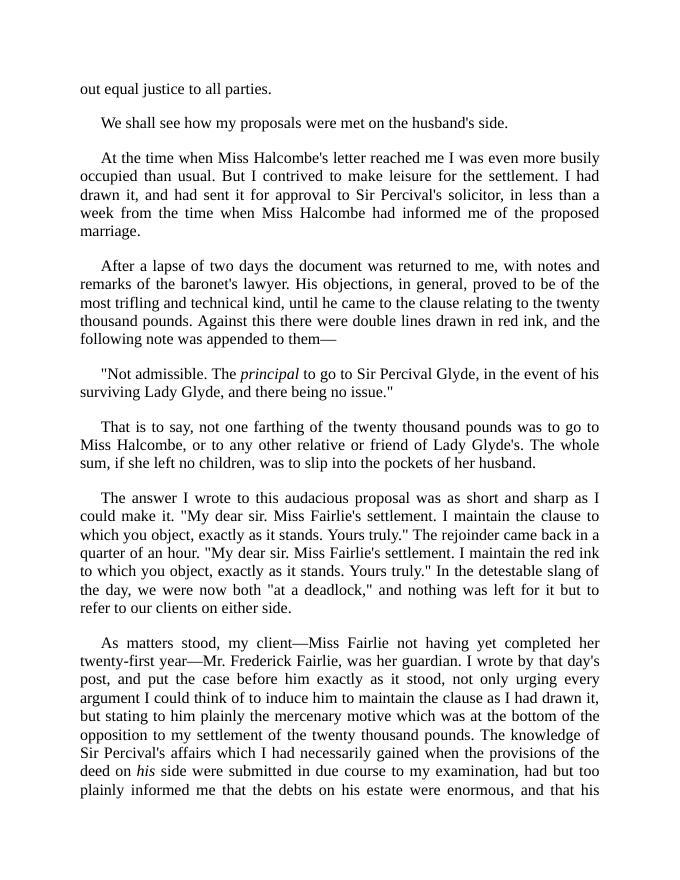 out equal justice to all parties.
We shall see how my proposals were met on the husband's side.
At the time when Miss Halcombe's letter reached me I was even more busily
occupied than usual. But I contrived to make leisure for the settlement. I had
drawn it, and had sent it for approval to Sir Percival's solicitor, in less than a
week from the time when Miss Halcombe had informed me of the proposed
marriage.
After a lapse of two days the document was returned to me, with notes and
remarks of the baronet's lawyer. His objections, in general, proved to be of the
most trifling and technical kind, until he came to the clause relating to the twenty
thousand pounds. Against this there were double lines drawn in red ink, and the
following note was appended to them—
"Not admissible. The principal to go to Sir Percival Glyde, in the event of his
surviving Lady Glyde, and there being no issue."
That is to say, not one farthing of the twenty thousand pounds was to go to
Miss Halcombe, or to any other relative or friend of Lady Glyde's. The whole
sum, if she left no children, was to slip into the pockets of her husband.
The answer I wrote to this audacious proposal was as short and sharp as I
could make it. "My dear sir. Miss Fairlie's settlement. I maintain the clause to
which you object, exactly as it stands. Yours truly." The rejoinder came back in a
quarter of an hour. "My dear sir. Miss Fairlie's settlement. I maintain the red ink
to which you object, exactly as it stands. Yours truly." In the detestable slang of
the day, we were now both "at a deadlock," and nothing was left for it but to
refer to our clients on either side.
As matters stood, my client—Miss Fairlie not having yet completed her
twenty-first year—Mr. Frederick Fairlie, was her guardian. I wrote by that day's
post, and put the case before him exactly as it stood, not only urging every
argument I could think of to induce him to maintain the clause as I had drawn it,
but stating to him plainly the mercenary motive which was at the bottom of the
opposition to my settlement of the twenty thousand pounds. The knowledge of
Sir Percival's affairs which I had necessarily gained when the provisions of the
deed on his side were submitted in due course to my examination, had but too
plainly informed me that the debts on his estate were enormous, and that his